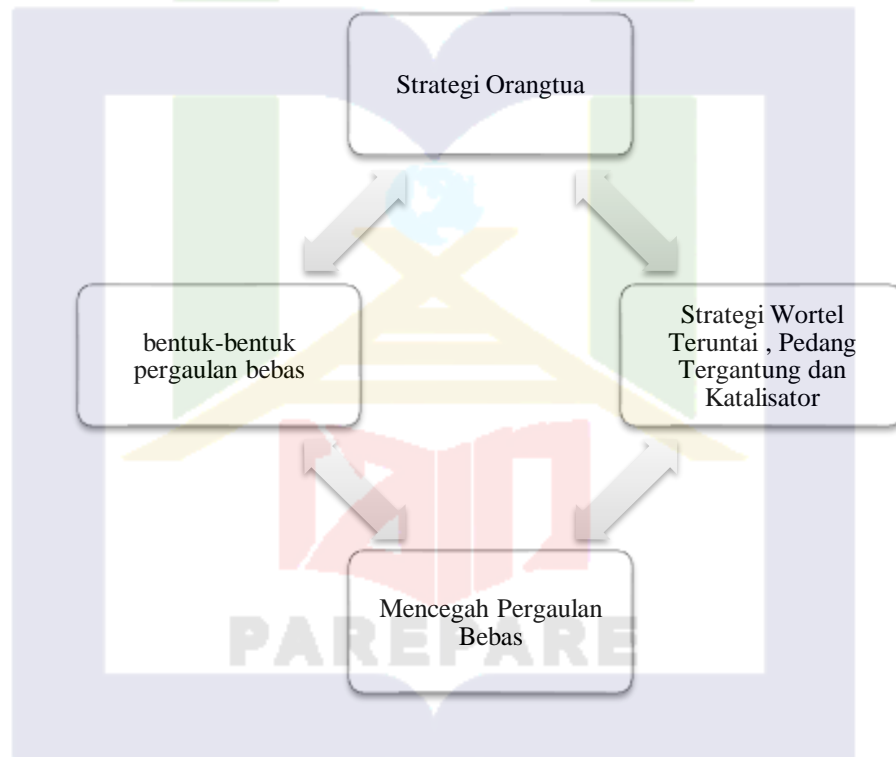 Strategi Orangtua
bentuk-bentuk
pergaulan bebas
Strategi Wortel
Teruntai , Pedang
Tergantung dan
Katalisator
Mencegah Pergaulan
Bebas
PAREPARE